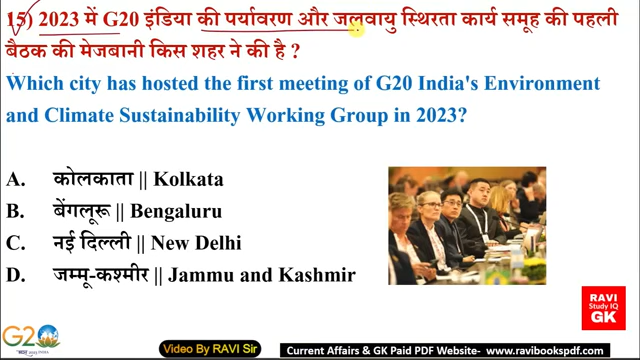 15) 2023 में G20 इंडिया की पर्यावरण और जलवायु स्थिरता कार्य समूह की पहली
बैठक की मेजबानी किस शहर ने की है ?
Which city has hosted the first meeting of G20 India's Environment
and Climate Sustainability Working Group in 2023?
A. कोलकाता || Kolkata
B. बेंगलूरू || Bengaluru
C. नई दिल्ली || New Delhi
D. जम्मू-कश्मीर || Jammu and Kashmir
RAVI
Study IQ
GK
G20
Video By RAVI Sir
Current Affairs & GK Paid PDF Website- www.ravibookspdf.com